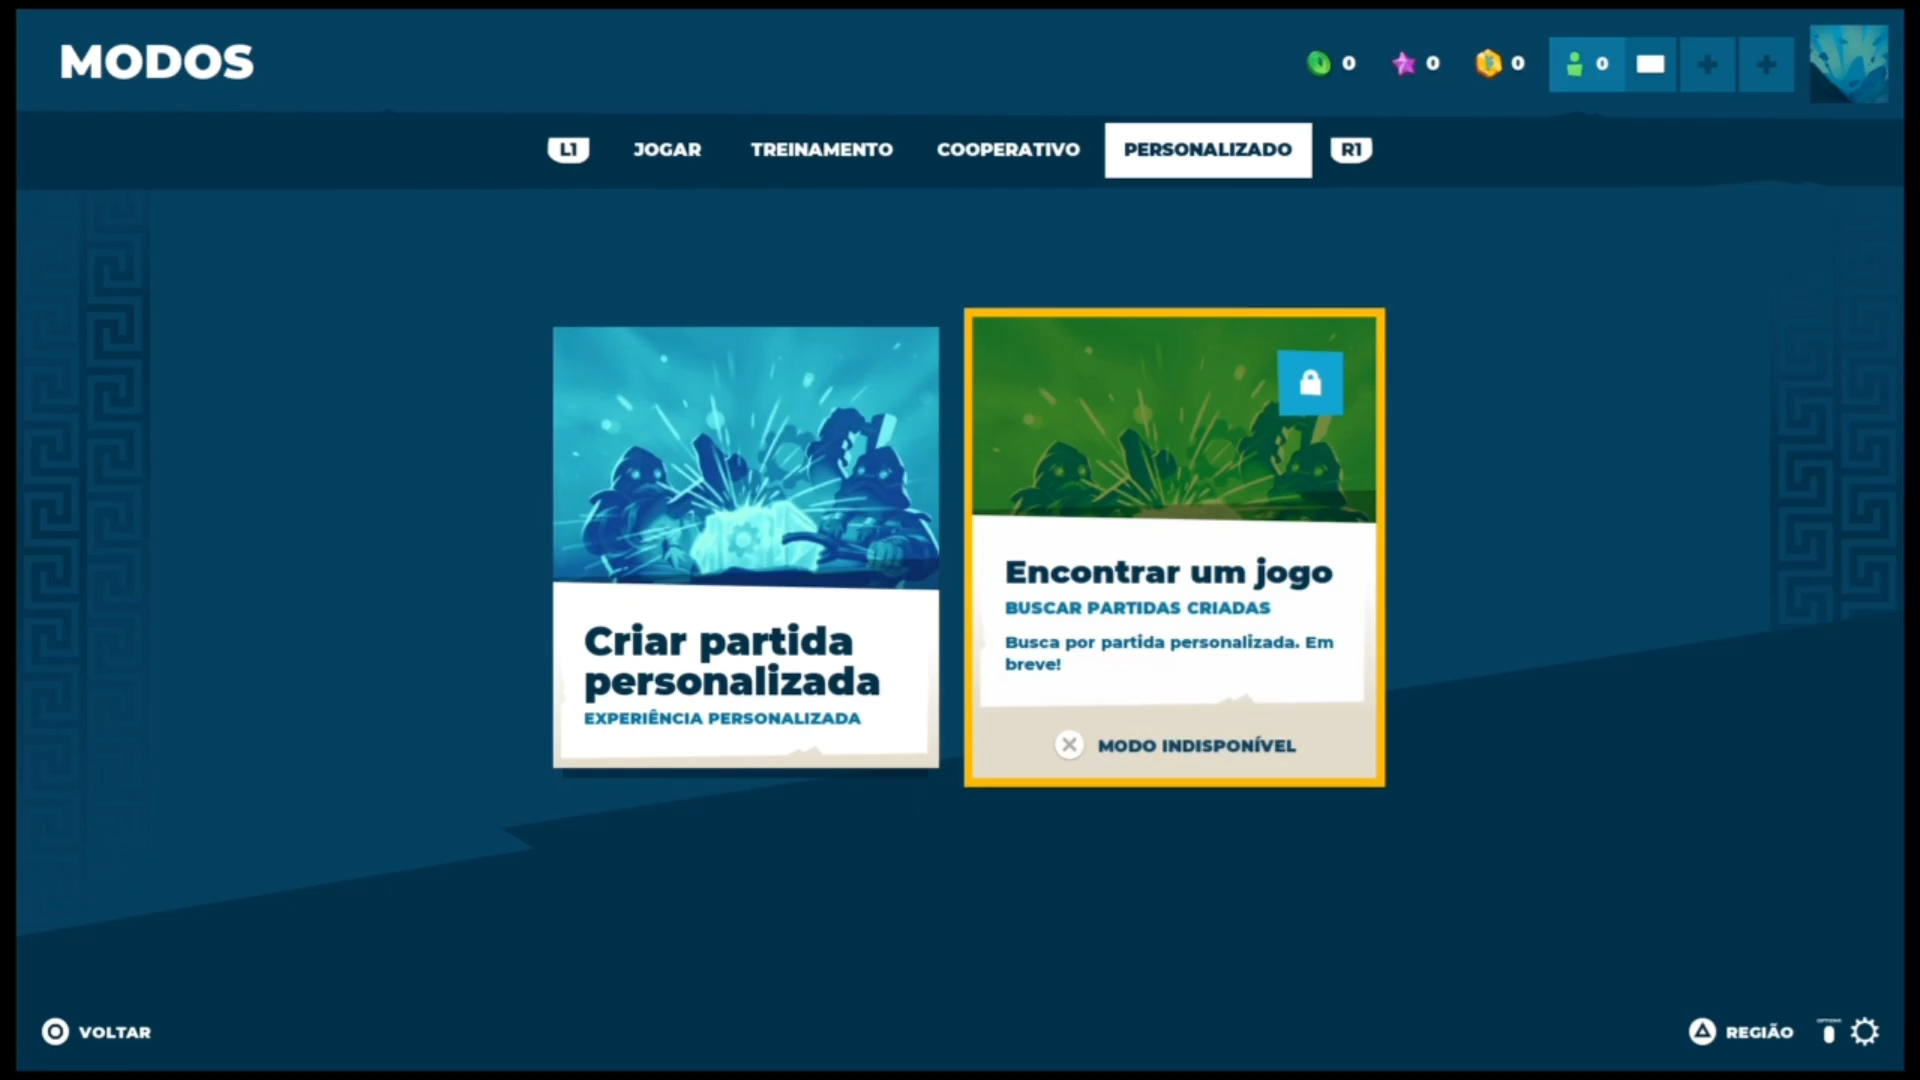 MODOS
0 0 0 0
L1 JOGAR TREINAMENTO COOPERATIVO PERSONALIZADO R1
Criar partida
personalizada
EXPERIÊNCIA PERSONALIZADA
Encontrar um jogo
BUSCAR PARTIDAS CRIADAS
Busca por partida personalizada. Em
breve!
MODO INDISPONÍVEL
VOLTAR
REGIÃO
OPTIONS